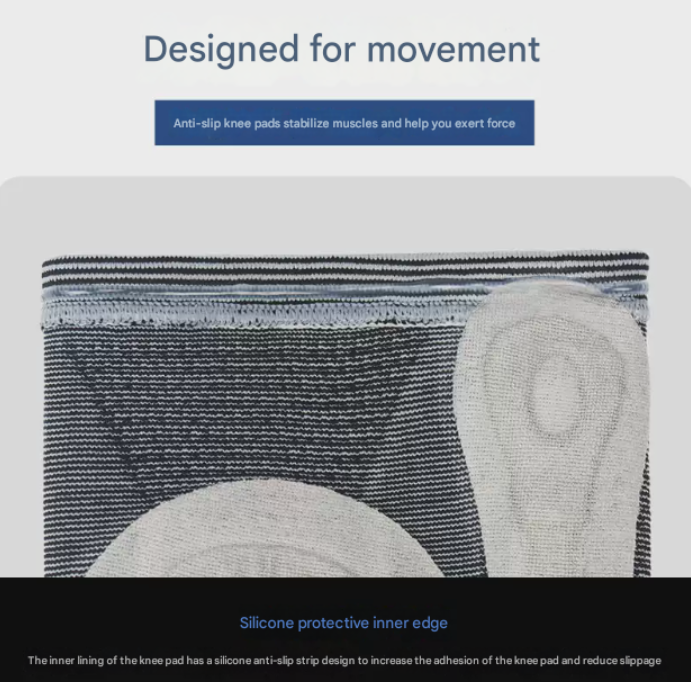 Designed for movement
Anti-slip knee pads stabilize muscles and help you exert force
Silicone protective inner edge
The inner lining of the knee pad has a silicone anti-slip strip design to increase the adhesion of the knee pad and reduce slippage